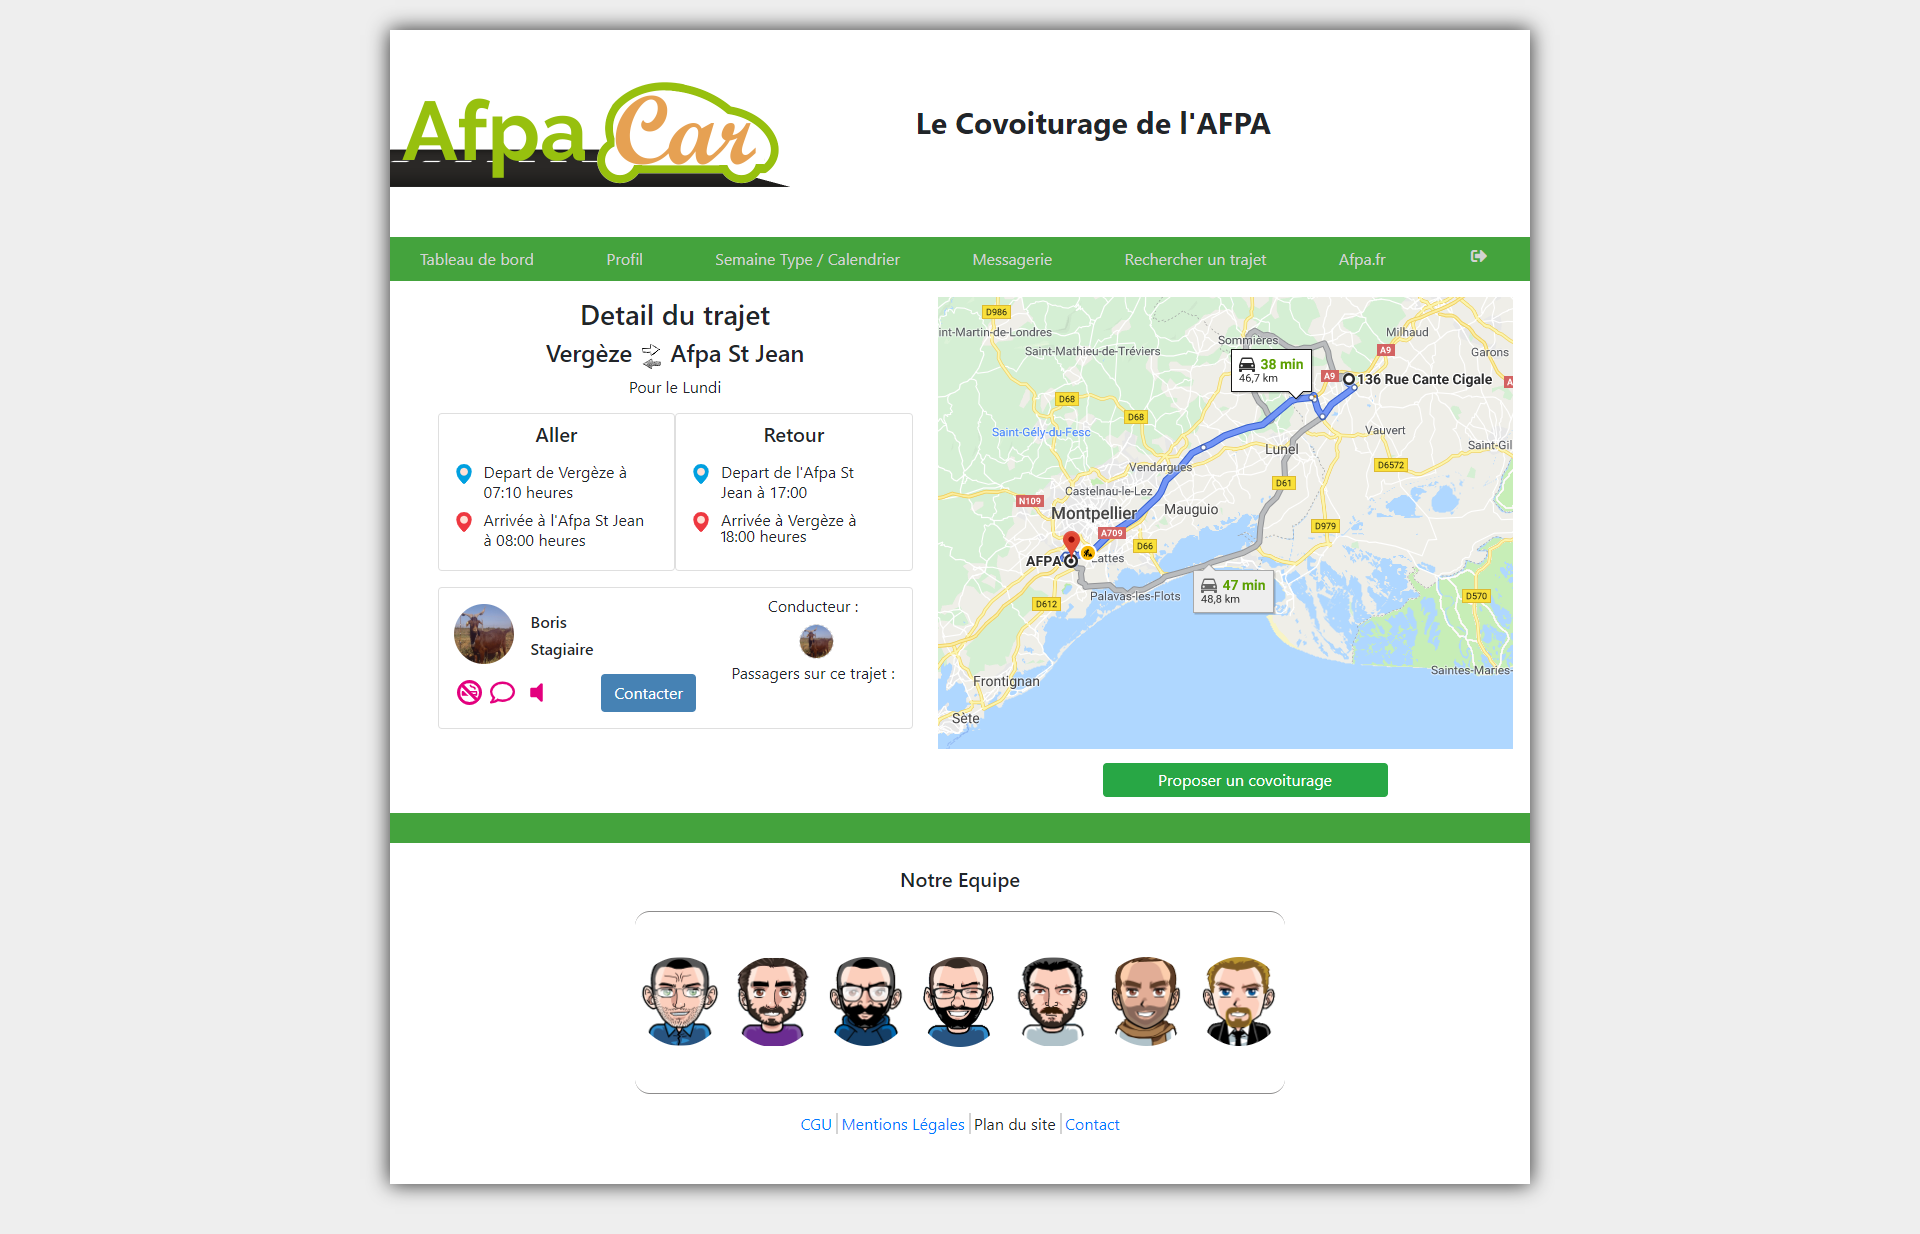 Afpa Car
Le Covoiturage de l'AFPA
Tableau de bord
Profil
Semaine Type / Calendrier
Messagerie
Rechercher un trajet
Afpa.fr
Detail du trajet
Vergèze Afpa St Jean
Pour le Lundi
Aller
Depart de Vergèze à
07:10 heures
Arrivée à l'Afpa St Jean
à 08:00 heures
Retour
Depart de l'Afpa St
Jean à 17:00
Arrivée à Vergèze à
18:00 heures
Boris
Stagiaire
Contacter
Conducteur :
Passagers sur ce trajet :
D986
int-Martin-de-Londres
Saint-Mathieu-de-Tréviers
Sommières
Milhaud
A9
Garons
38 min
46,7 km
A9
136 Rue Cante Cigale
A
D68
D68
Saint-Gély-du-Fesc
Vauvert
Saint-Gil
Lunel
Vendargues
D6572
D61
Castelnau-le-Lez
N109
Montpellier
Mauguio
D979
A709
D66
AFPA
Lattes
47 min
48,8 km
Palavas-les-Flots
D612
D570
Saintes-Maries-
Frontignan
Sète
Proposer un covoiturage
Notre Equipe
CGU
Mentions Légales
Plan du site
Contact